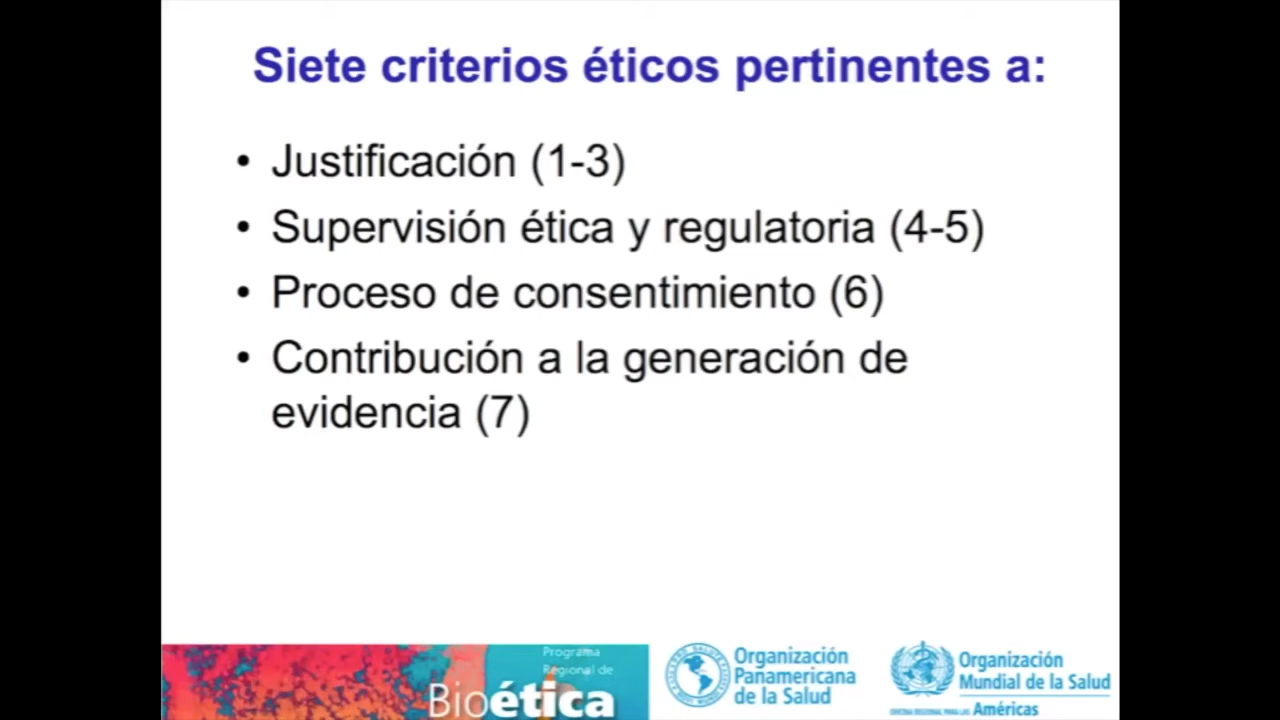 Siete criterios éticos pertinentes a:
• Justificación (1-3)
• Supervisión ética y regulatoria (4-5)
• Proceso de consentimiento (6)
• Contribución a la generación de
evidencia (7)
Programa
Regional de
Bioética
Organización
Panamericana
de la Salud
Organización
Mundial de la Salud
Américas